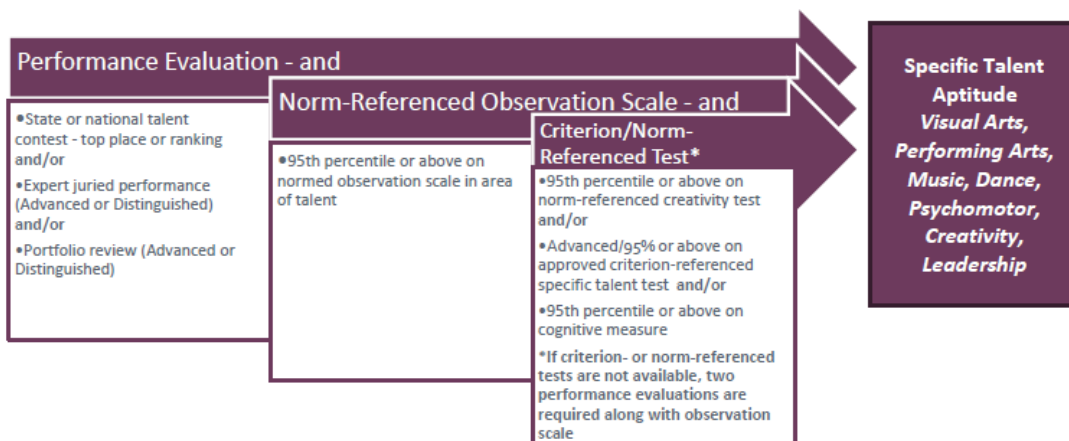 Performance Evaluation - and
•State or national talent
contest - top place or ranking
and/or
•Expert juried performance
(Advanced or Distinguished)
and/or
•Portfolio review (Advanced or
Distinguished)
Norm-Referenced Observation Scale - and
•95th percentile or above on
normed observation scale in area
of talent
Criterion/Norm-
Referenced Test*
•95th percentile or above on
norm-referenced creativity test
and/or
•Advanced/95% or above on
approved criterion-referenced
specific talent test and/or
•95th percentile or above on
cognitive measure
*If criterion- or norm-referenced
tests are not available, two
performance evaluations are
required along with observation
scale
Specific Talent
Aptitude
Visual Arts,
Performing Arts,
Music, Dance,
Psychomotor,
Creativity,
Leadership